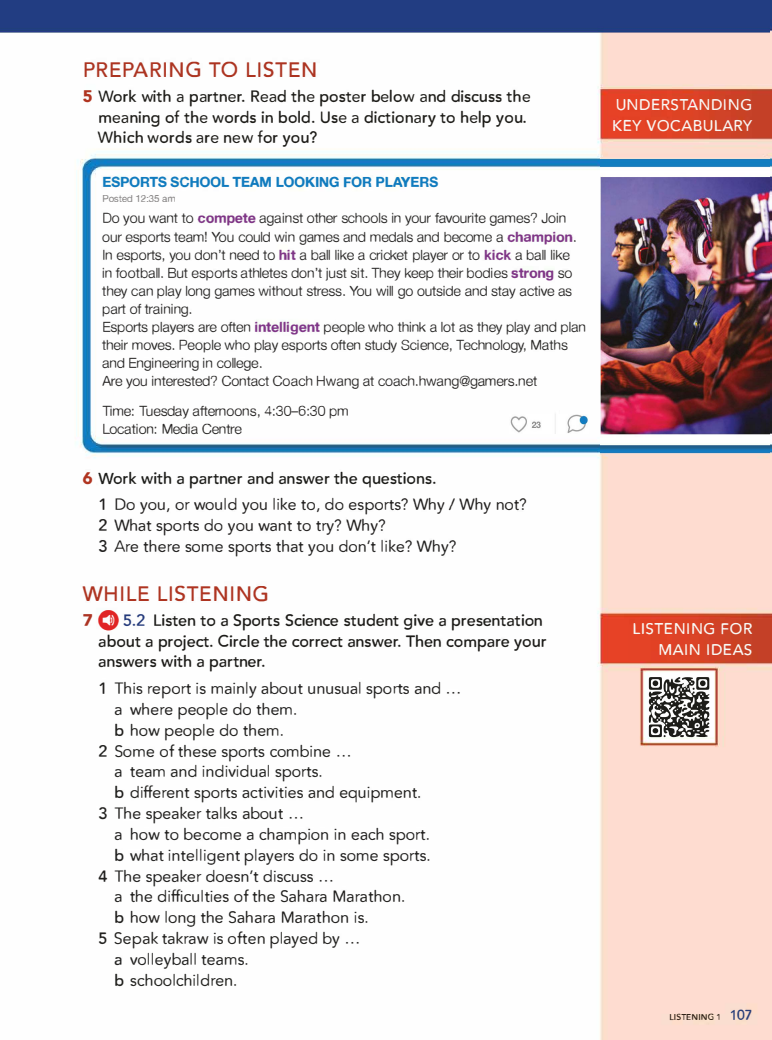 PREPARING TO LISTEN
5 Work with a partner. Read the poster below and discuss the
meaning of the words in bold. Use a dictionary to help you.
Which words are new for you?
UNDERSTANDING
KEY VOCABULARY
ESPORTS SCHOOL TEAM LOOKING FOR PLAYERS
Posted 12:35 am
Do you want to compete against other schools in your favourite games? Join
our esports team! You could win games and medals and become a champion.
In esports, you don't need to hit a ball like a cricket player or to kick a ball like
in football. But esports athletes don't just sit. They keep their bodies strong so
they can play long games without stress. You will go outside and stay active as
part of training.
Esports players are often intelligent people who think a lot as they play and plan
their moves. People who play esports often study Science, Technology, Maths
and Engineering in college.
Are you interested? Contact Coach Hwang at coach.hwang@gamers.net
Time: Tuesday afternoons, 4:30–6:30 pm
Location: Media Centre
23
6 Work with a partner and answer the questions.
1 Do you, or would you like to, do esports? Why / Why not?
2 What sports do you want to try? Why?
3 Are there some sports that you don't like? Why?
WHILE LISTENING
7 5.2 Listen to a Sports Science student give a presentation
about a project. Circle the correct answer. Then compare your
answers with a partner.
LISTENING FOR
MAIN IDEAS
1 This report is mainly about unusual sports and …
a where people do them.
b how people do them.
2 Some of these sports combine …
a team and individual sports.
b different sports activities and equipment.
3 The speaker talks about …
a how to become a champion in each sport.
b what intelligent players do in some sports.
4 The speaker doesn't discuss …
a the difficulties of the Sahara Marathon.
b how long the Sahara Marathon is.
5 Sepak takraw is often played by …
a volleyball teams.
b schoolchildren.
LISTENING 1 107